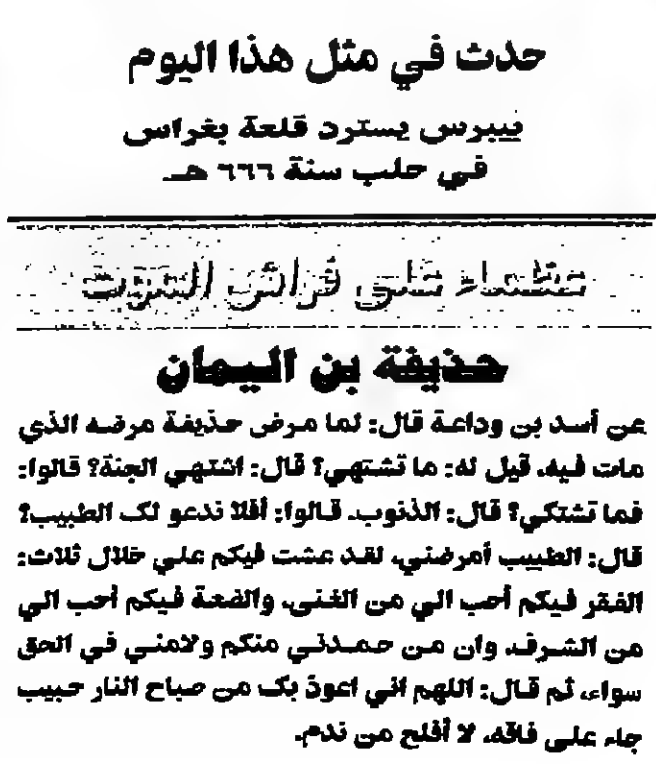 حدث في مثل هذا اليوم
بيبرس يسترد قلعة بغراس
في حلب سنة ٦٦٦ هـ
عظماء على فراش الموت
حذيفة بن اليمان
عن أسد بن وداعة قال: لما مرض حذيفة مرضه الذي
مات فيه، قيل له: ما تشتهي؟ قال: اشتهي الجنة؟ قالوا:
فما تشتكي؟ قال: الذنوب. قالوا: أفلا ندعو لك الطبيب؟
قال: الطبيب أمرضني، لقد عشت فيكم علي خلال ثلاث:
الفقر فيكم أحب الي من الغنى، والضعة فيكم أحب الي
من الشرف، وان من حمدني منكم ولامني في الحق
سواء، ثم قال: اللهم اني اعوذ بك من صباح النار حبيب
جاء على فاقه، لا أفلح من ندم.